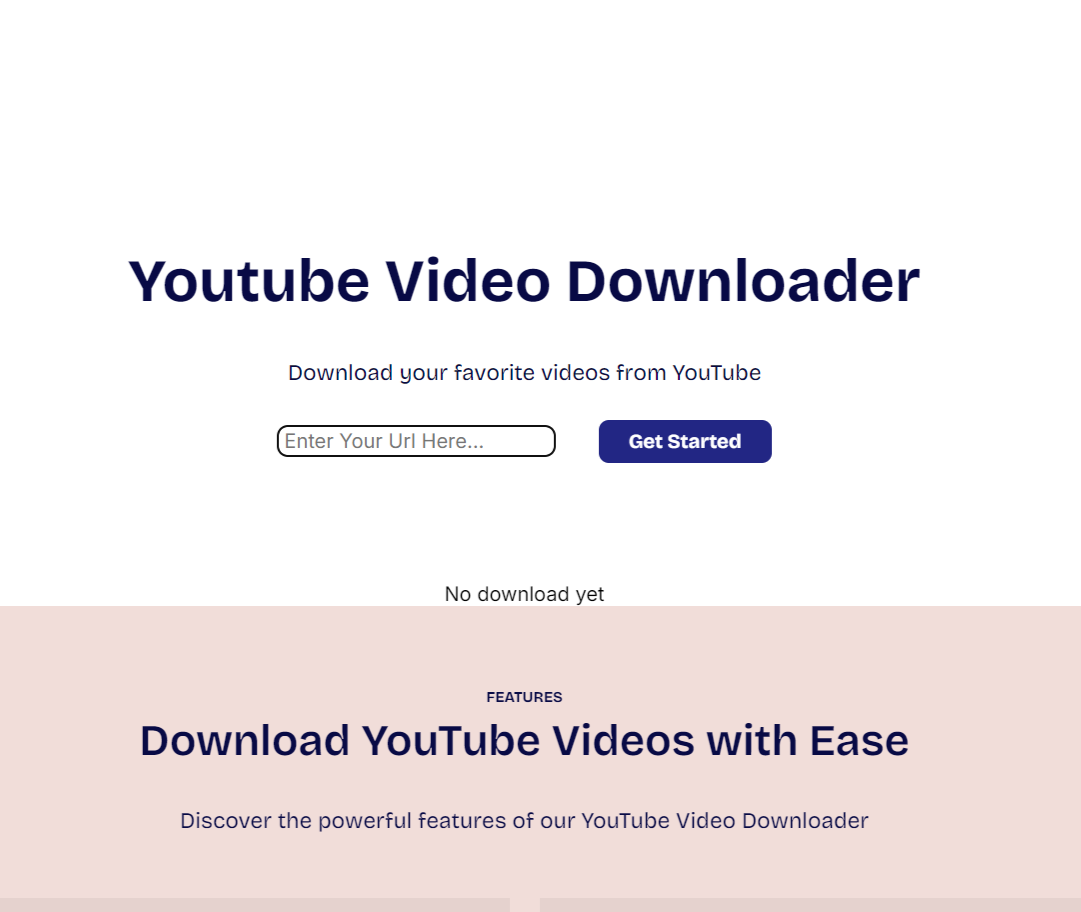 Youtube Video Downloader
Download your favorite videos from YouTube
Enter Your Url Here...
Get Started
No download yet
FEATURES
Download YouTube Videos with Ease
Discover the powerful features of our YouTube Video Downloader